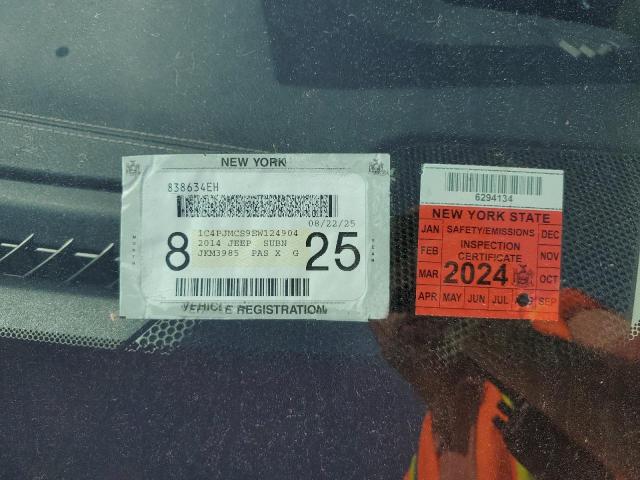 NEW YORK
838634EH
08/22/25
8
25
1C4PJMCS9EW124904
2014 JEEP SUBN
JKM3985 PAS X G
VEHICLE REGISTRATION
6294134
NEW YORK STATE
JAN SAFETY/EMISSIONS DEC
FEB INSPECTION CERTIFICATE NOV
MAR 2024 OCT
APR MAY JUN JUL SEP